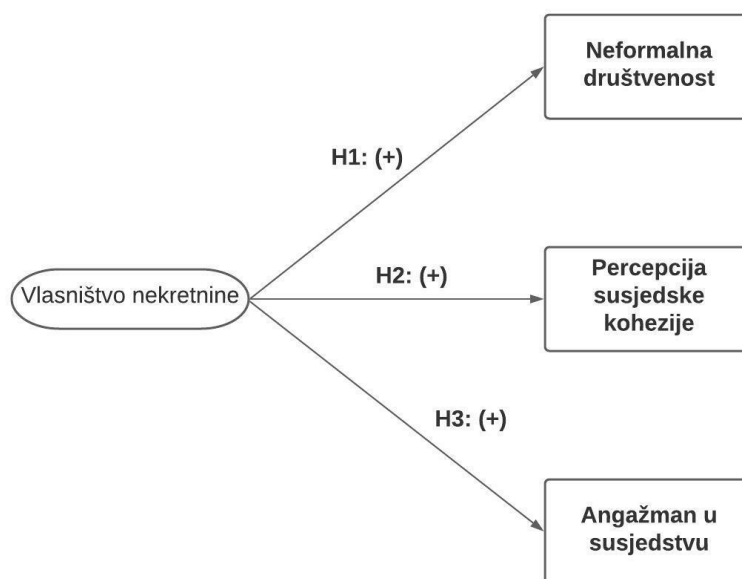 Neformalna
društvenost
H1: (+)
Vlasništvo nekretnine
H2: (+)
Percepcija
susjedske
kohezije
H3: (+)
Angažman u
susjedstvu